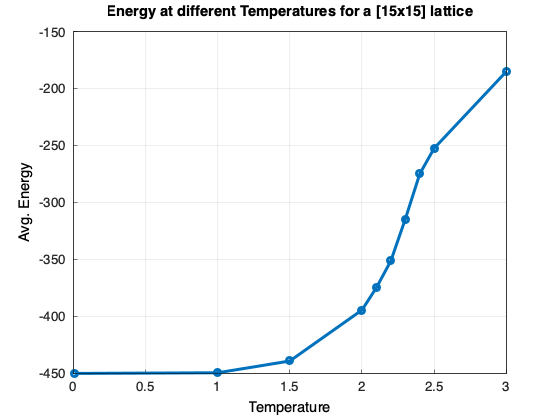 Energy at different Temperatures for a [15x15] lattice
-150
-200
-250
-300
-350
-400
-450
Avg. Energy
0 0.5 1 1.5 2 2.5 3
Temperature